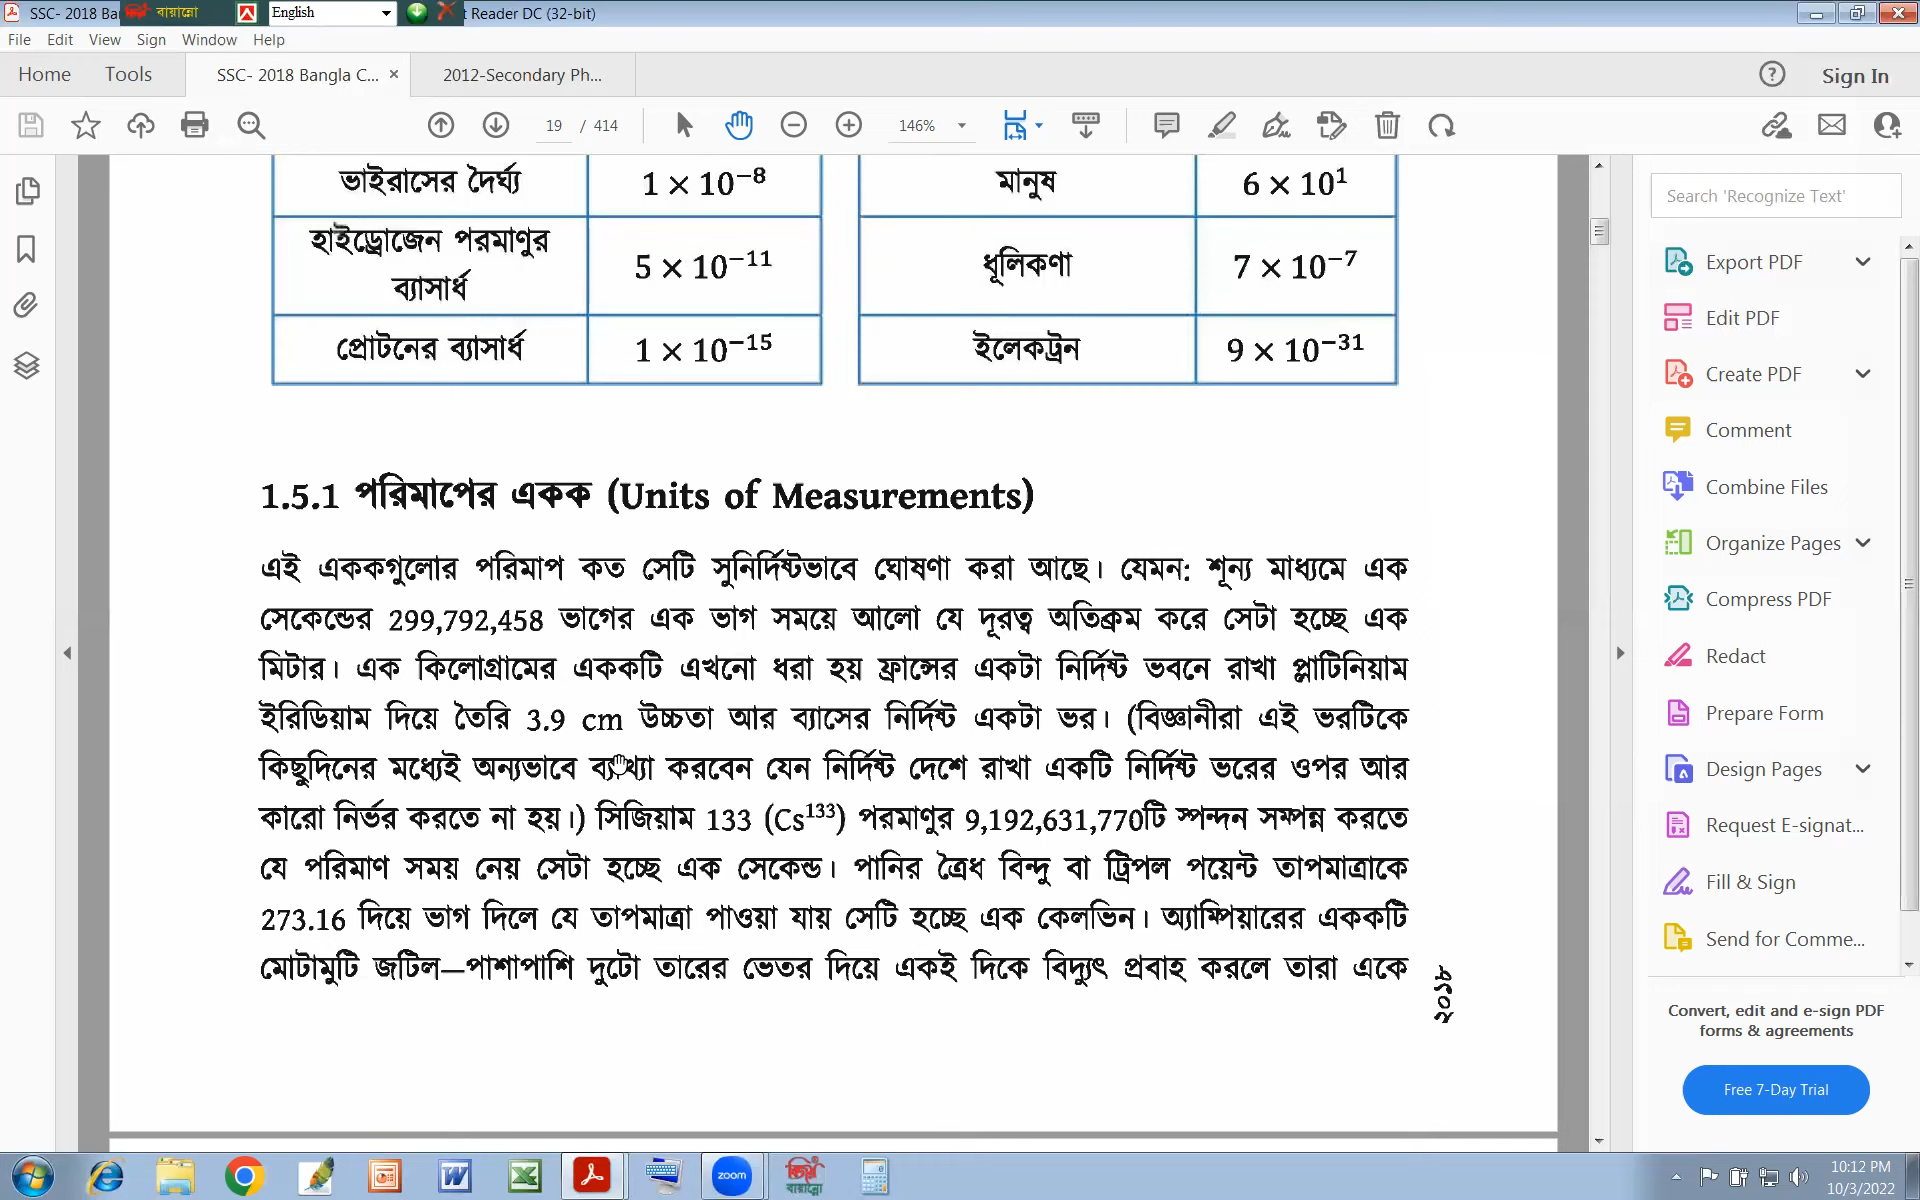 SSC- 2018 Ba বায়ান্নো English t Reader DC (32-bit)
File Edit View Sign Window Help
Home Tools SSC- 2018 Bangla C... × 2012-Secondary Ph... Sign In
19 / 414 146%
ভাইরাসের দৈর্ঘ্য 1 × 10⁻⁸ মানুষ 6 × 10¹
হাইড্রোজেন পরমাণুর ব্যাসার্ধ 5 × 10⁻¹¹ ধূলিকণা 7 × 10⁻⁷
প্রোটনের ব্যাসার্ধ 1 × 10⁻¹⁵ ইলেকট্রন 9 × 10⁻³¹
1.5.1 পরিমাপের একক (Units of Measurements)
এই এককগুলোর পরিমাপ কত সেটি সুনির্দিষ্টভাবে ঘোষণা করা আছে। যেমন: শূন্য মাধ্যমে এক
সেকেন্ডের 299,792,458 ভাগের এক ভাগ সময়ে আলো যে দূরত্ব অতিক্রম করে সেটা হচ্ছে এক
মিটার। এক কিলোগ্রামের এককটি এখনো ধরা হয় ফ্রান্সের একটা নির্দিষ্ট ভবনে রাখা প্লাটিনিয়াম
ইরিডিয়াম দিয়ে তৈরি 3.9 cm উচ্চতা আর ব্যাসের নির্দিষ্ট একটা ভর। (বিজ্ঞানীরা এই ভরটিকে
কিছুদিনের মধ্যেই অন্যভাবে ব্যাখ্যা করবেন যেন নির্দিষ্ট দেশে রাখা একটি নির্দিষ্ট ভরের ওপর আর
কারো নির্ভর করতে না হয়।) সিজিয়াম 133 (Cs¹³³) পরমাণুর 9,192,631,770টি স্পন্দন সম্পন্ন করতে
যে পরিমাণ সময় নেয় সেটা হচ্ছে এক সেকেন্ড। পানির ত্রৈধ বিন্দু বা ট্রিপল পয়েন্ট তাপমাত্রাকে
273.16 দিয়ে ভাগ দিলে যে তাপমাত্রা পাওয়া যায় সেটি হচ্ছে এক কেলভিন। অ্যাম্পিয়ারের এককটি
মোটামুটি জটিল—পাশাপাশি দুটো তারের ভেতর দিয়ে একই দিকে বিদ্যুৎ প্রবাহ করলে তারা একে
২০১৮
Search 'Recognize Text'
Export PDF
Edit PDF
Create PDF
Comment
Combine Files
Organize Pages
Compress PDF
Redact
Prepare Form
Design Pages
Request E-signat...
Fill & Sign
Send for Comme...
Convert, edit and e-sign PDF
forms & agreements
Free 7-Day Trial
zoom
বায়ান্নো
10:12 PM
10/3/2022